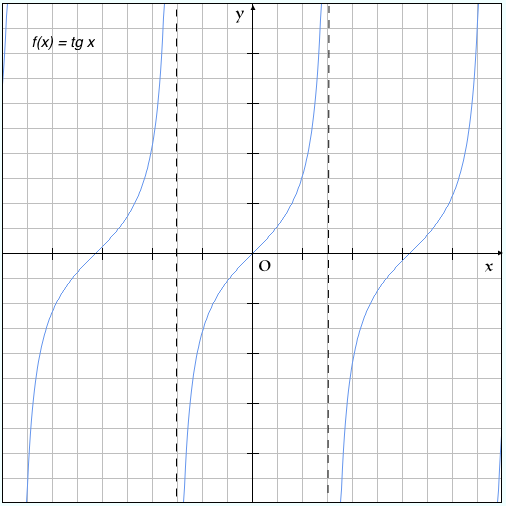 y
f(x) = tg x
O
x